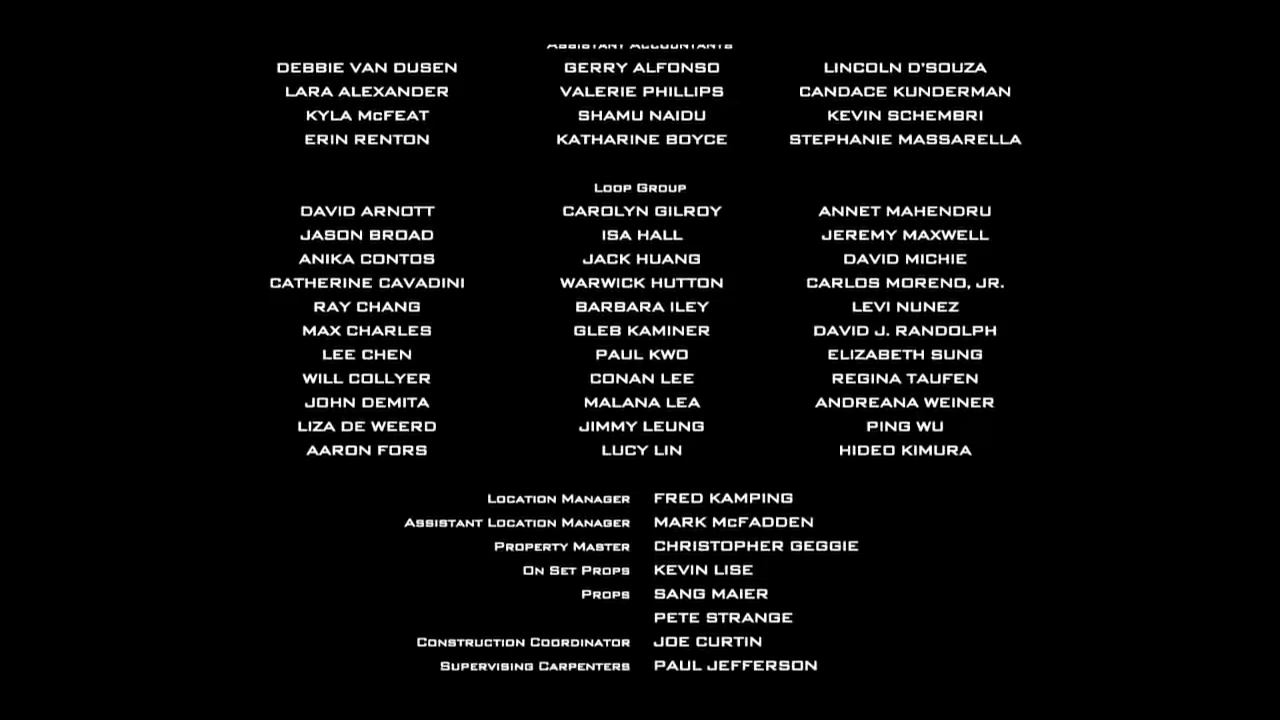 Assistant Accountants
DEBBIE VAN DUSEN GERRY ALFONSO LINCOLN D'SOUZA
LARA ALEXANDER VALERIE PHILLIPS CANDACE KUNDERMAN
KYLA McFEAT SHAMU NAIDU KEVIN SCHEMBRI
ERIN RENTON KATHARINE BOYCE STEPHANIE MASSARELLA
Loop Group
DAVID ARNOTT CAROLYN GILROY ANNET MAHENDRU
JASON BROAD ISA HALL JEREMY MAXWELL
ANIKA CONTOS JACK HUANG DAVID MICHIE
CATHERINE CAVADINI WARWICK HUTTON CARLOS MORENO, JR.
RAY CHANG BARBARA ILEY LEVI NUNEZ
MAX CHARLES GLEB KAMINER DAVID J. RANDOLPH
LEE CHEN PAUL KWO ELIZABETH SUNG
WILL COLLYER CONAN LEE REGINA TAUFEN
JOHN DEMITA MALANA LEA ANDREANA WEINER
LIZA DE WEERD JIMMY LEUNG PING WU
AARON FORS LUCY LIN HIDEO KIMURA
Location Manager FRED KAMPING
Assistant Location Manager MARK McFADDEN
Property Master CHRISTOPHER GEGGIE
On Set Props KEVIN LISE
Props SANG MAIER
PETE STRANGE
Construction Coordinator JOE CURTIN
Supervising Carpenters PAUL JEFFERSON